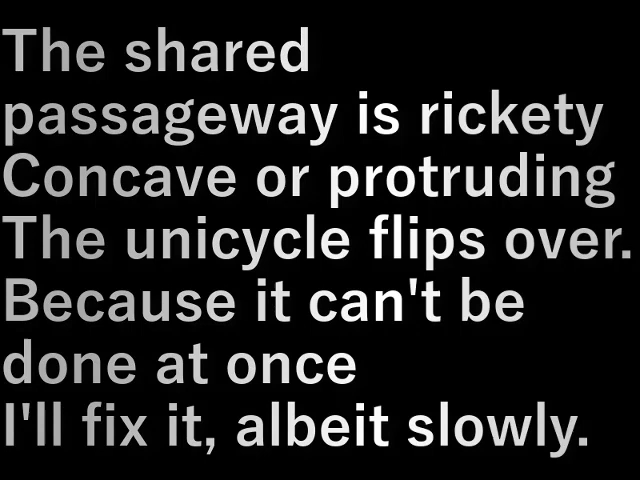 The shared
passageway is rickety
Concave or protruding
The unicycle flips over.
Because it can't be
done at once
I'll fix it, albeit slowly.